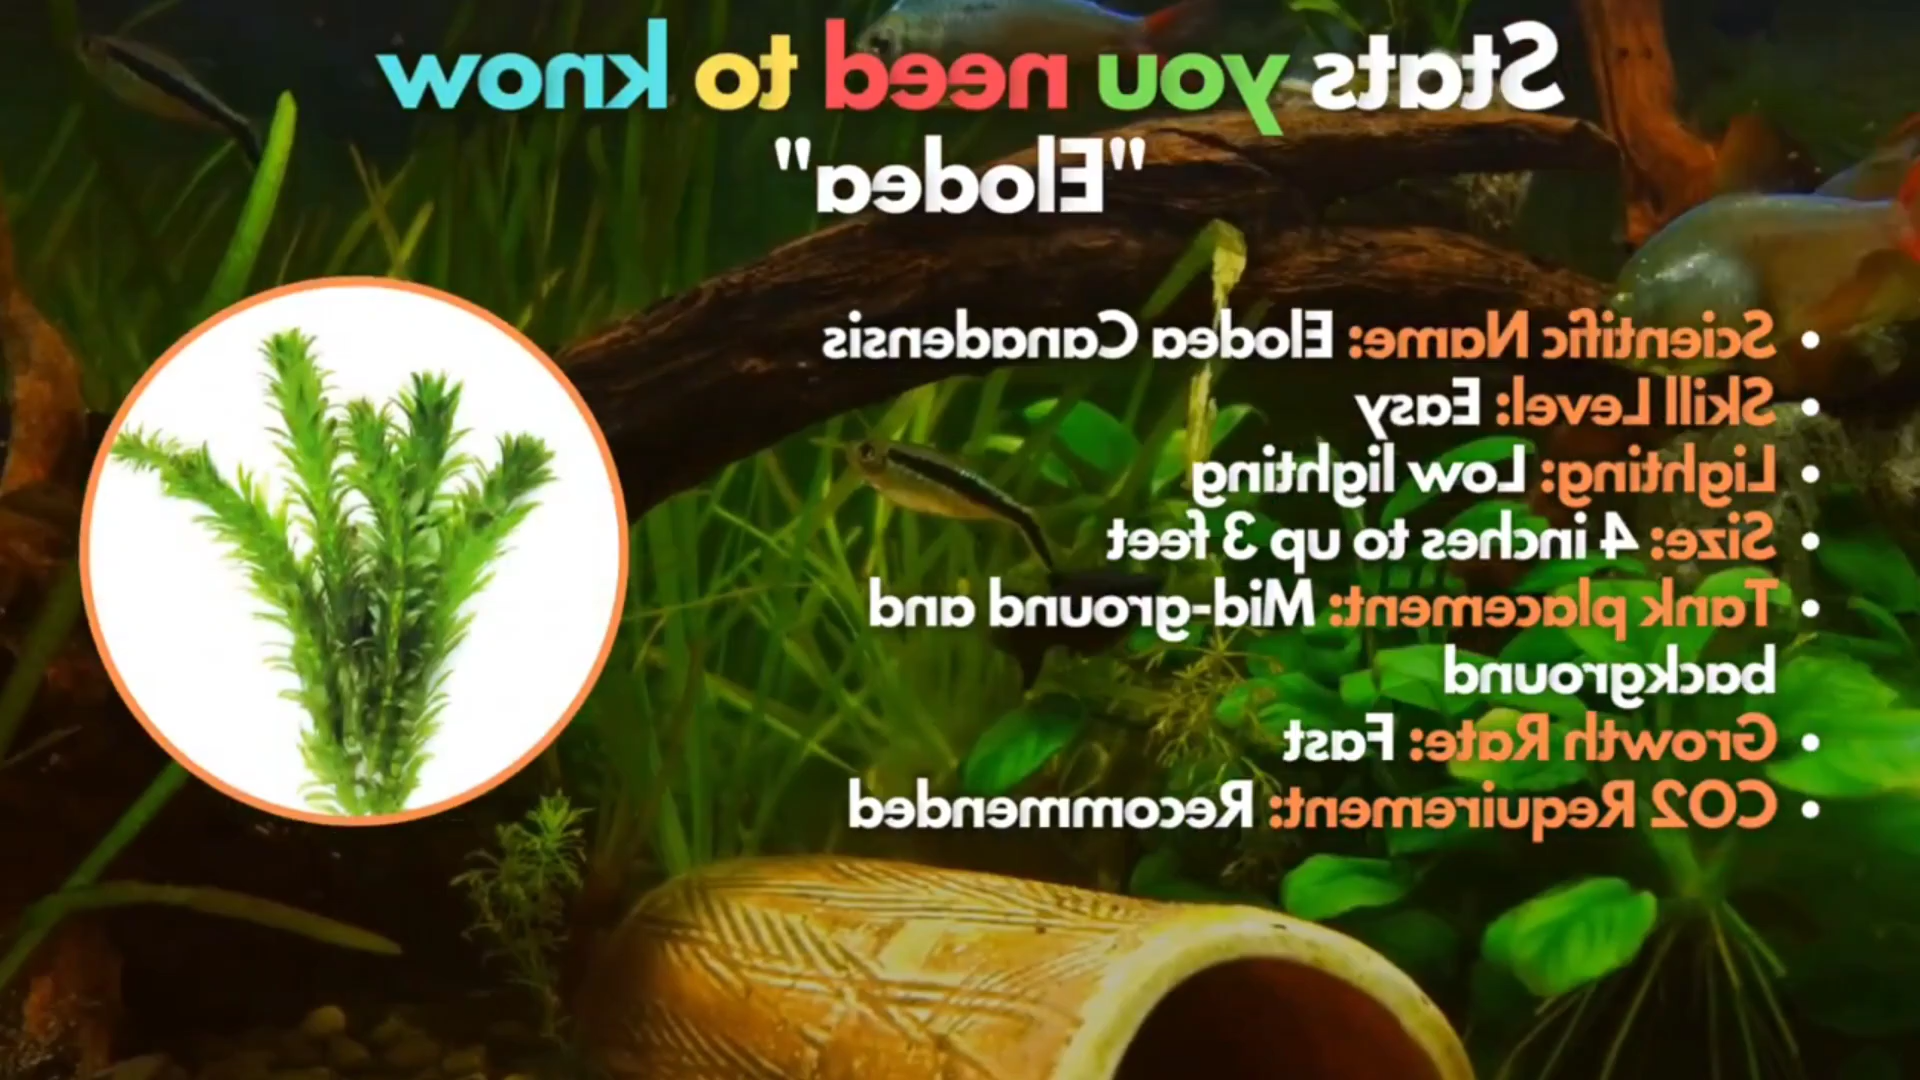 Stats you need to know
"Elodea"
• Scientific Name: Elodea Canadensis
• Skill Level: Easy
• Lighting: Low lighting
• Size: 4 inches to up 3 feet
• Tank placement: Mid-ground and
background
• Growth Rate: Fast
• CO2 Requirement: Recommended